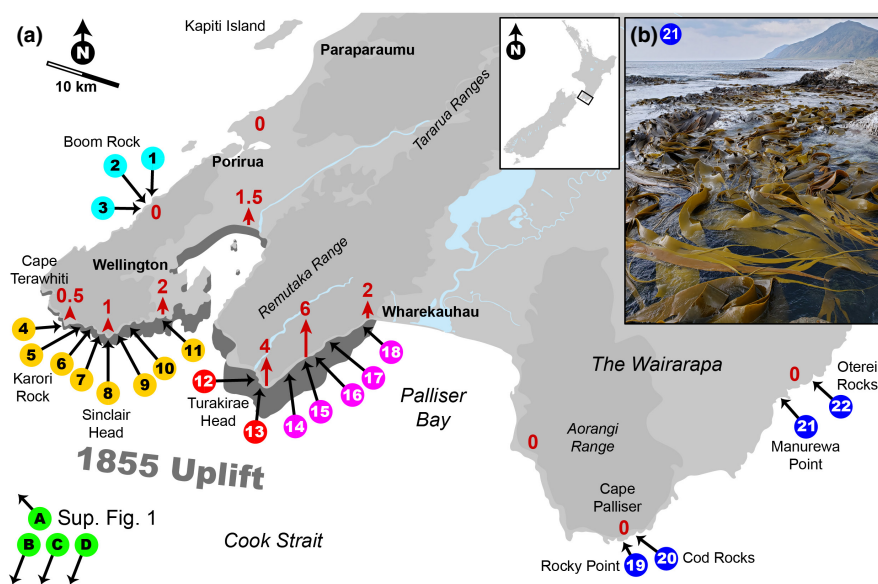 (a)
N
10 km
Kapiti Island
Paraparaumu
Tararua Ranges
0
Boom Rock
2
1
3
0
Porirua
1.5
Cape
Terawhiti
Wellington
Remutaka Range
0.5
1
2
6
2
Wharekauhau
4
4
5
6
7
8
9
10
11
Karori
Rock
Sinclair
Head
12
Turakirae
Head
13
14
15
16
17
18
Palliser
Bay
1855 Uplift
A
Sup. Fig. 1
B
C
D
Cook Strait
N
(b)
21
The Wairarapa
0
Oterei
Rocks
22
21
Manurewa
Point
0
Aorangi
Range
Cape
Palliser
0
Rocky Point
19
20
Cod Rocks